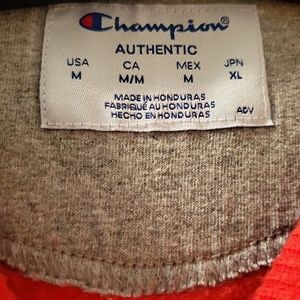 Champion®
AUTHENTIC
USA CA MEX JPN
M M/M M XL
MADE IN HONDURAS
FABRIQUÉ AU HONDURAS
HECHO EN HONDURAS ADV